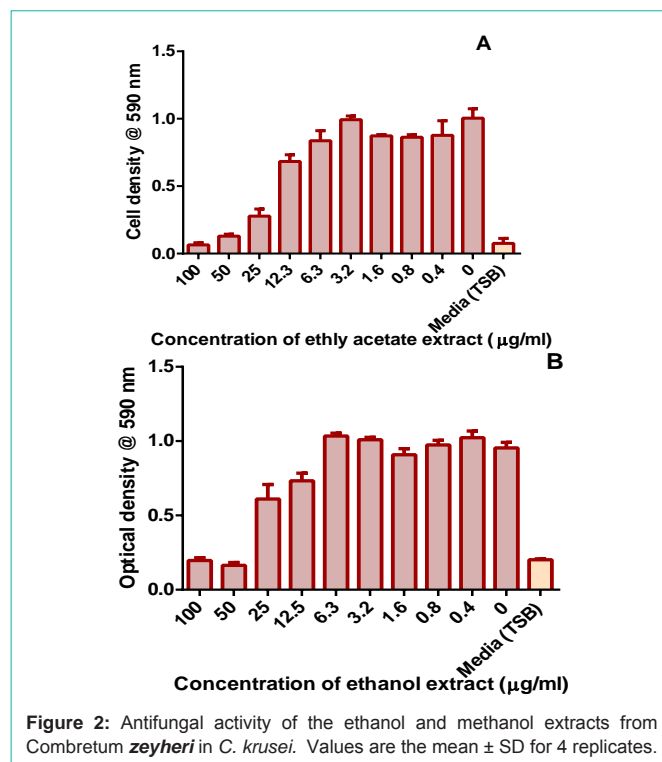 A
1.5
1.0
0.5
0.0
Cell density @ 590 nm
100 50 25 12.3 6.3 3.2 1.6 0.8 0.4 0 Media (TSB)
Concentration of ethly acetate extract ( µg/ml)
B
1.5
1.0
0.5
0.0
Optical density @ 590 nm
100 50 25 12.5 6.3 3.2 1.6 0.8 0.4 0 Media (TSB)
Concentration of ethanol extract (µg/ml)
Figure 2: Antifungal activity of the ethanol and methanol extracts from
Combretum zeyheri in C. krusei. Values are the mean ± SD for 4 replicates.